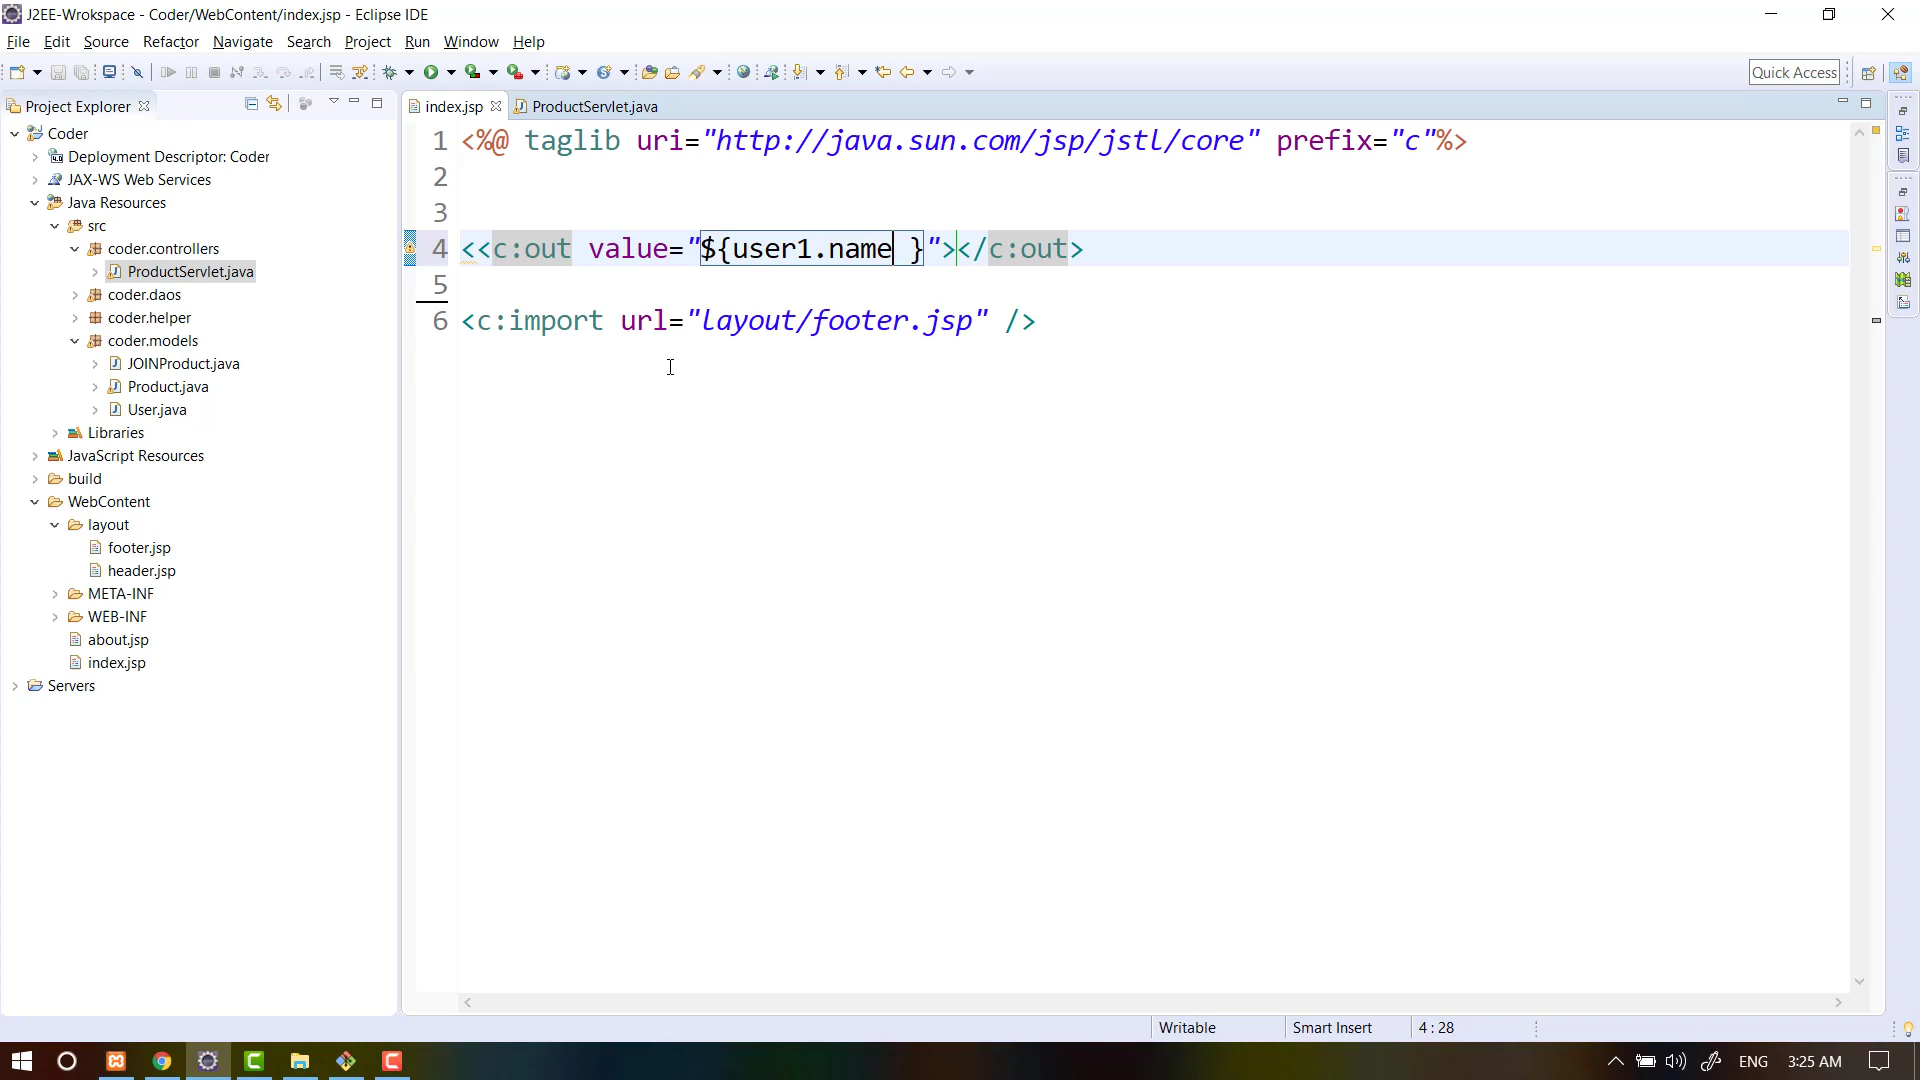 J2EE-Wrokspace - Coder/WebContent/index.jsp - Eclipse IDE
File Edit Source Refactor Navigate Search Project Run Window Help
Quick Access
Project Explorer
index.jsp
ProductServlet.java
Coder
Deployment Descriptor: Coder
JAX-WS Web Services
Java Resources
src
coder.controllers
ProductServlet.java
coder.daos
coder.helper
coder.models
JOINProduct.java
Product.java
User.java
Libraries
JavaScript Resources
build
WebContent
layout
footer.jsp
header.jsp
META-INF
WEB-INF
about.jsp
index.jsp
Servers
1 <%@ taglib uri="http://java.sun.com/jsp/jstl/core" prefix="c"%>
2
3
4 <<c:out value="${user1.name }"></c:out>
5
6 <c:import url="layout/footer.jsp" />
Writable Smart Insert 4 : 28
ENG 3:25 AM